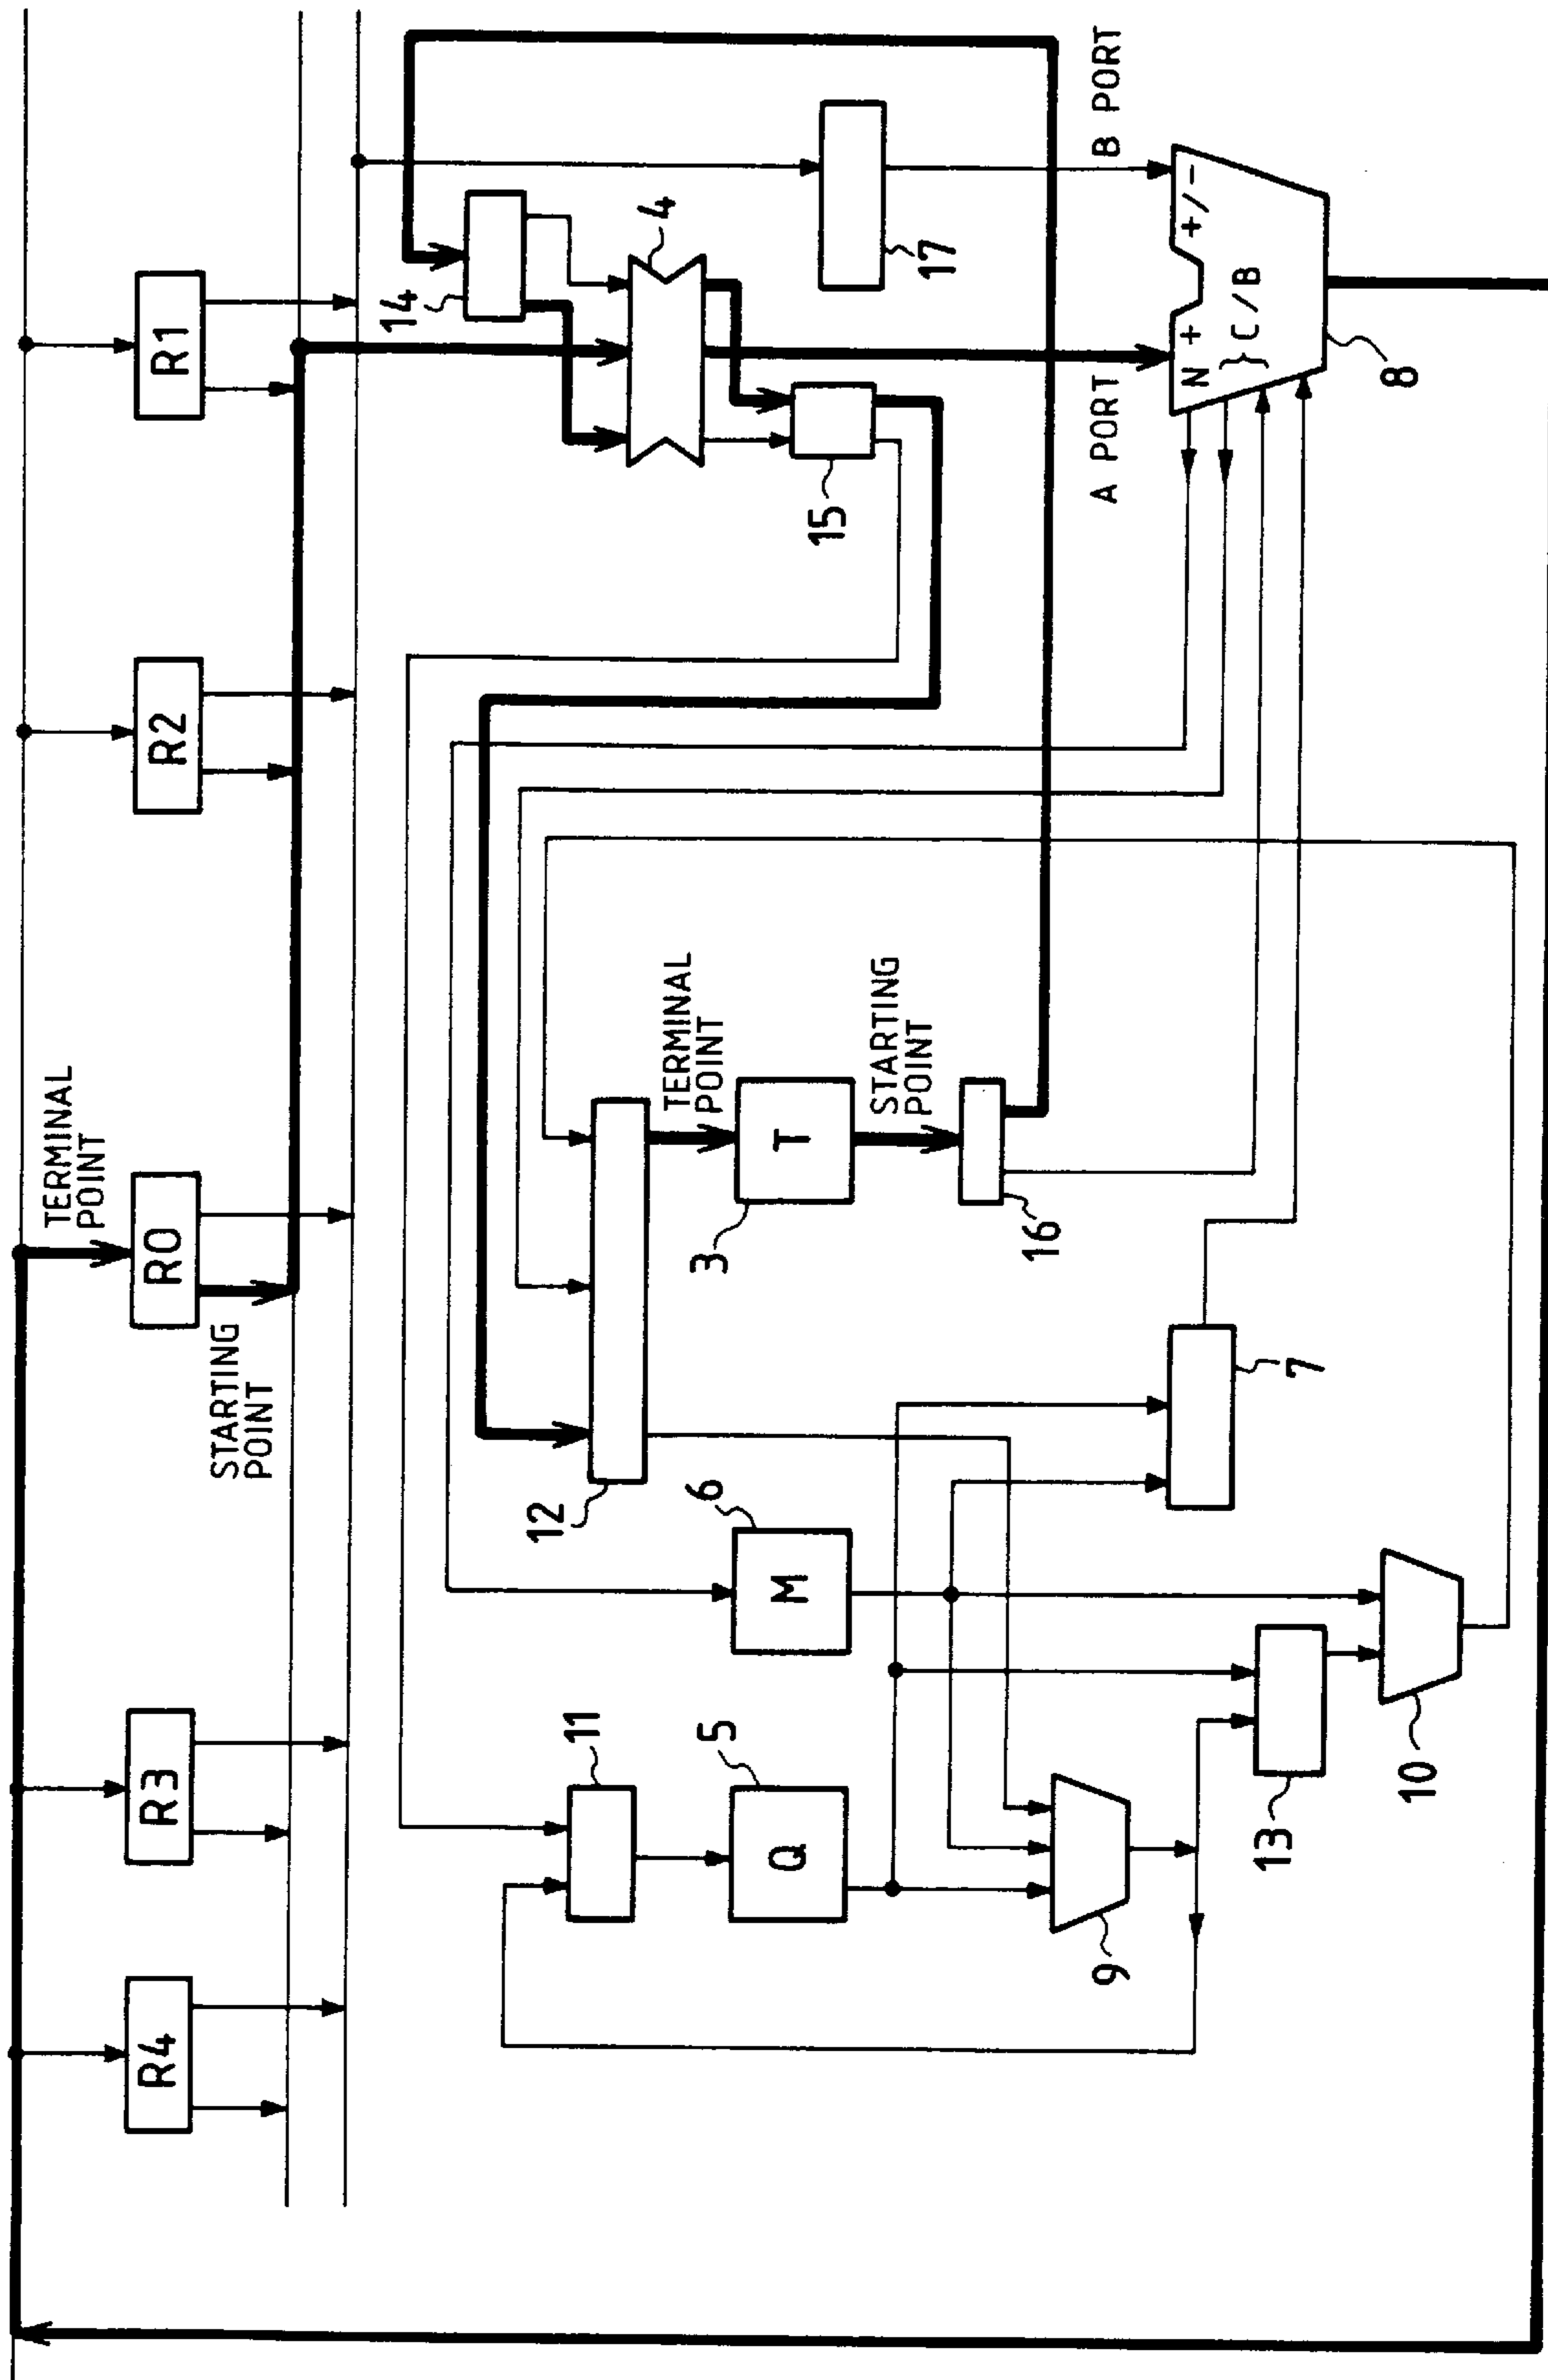 R4
R3
R0
R2
R1
TERMINAL
POINT
STARTING
POINT
14
4
15
17
11
5
Q
6
M
12
TERMINAL
POINT
3
T
STARTING
POINT
16
7
9
13
10
A PORT
B PORT
N + +/-
} C/B
8